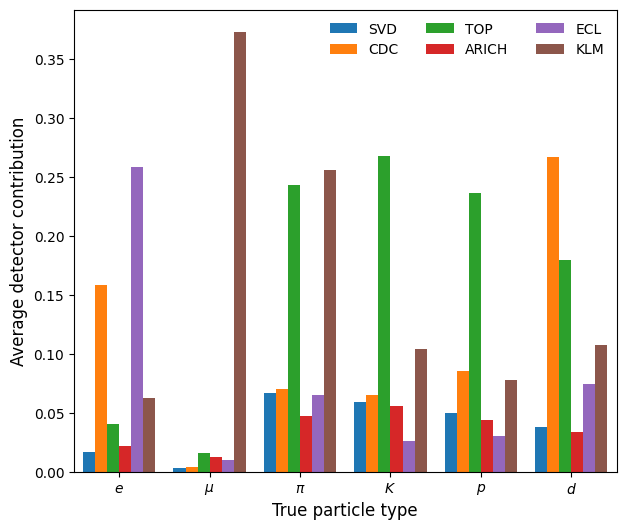 SVD TOP ECL
CDC ARICH KLM
Average detector contribution
0.35
0.30
0.25
0.20
0.15
0.10
0.05
0.00
e μ π K p d
True particle type